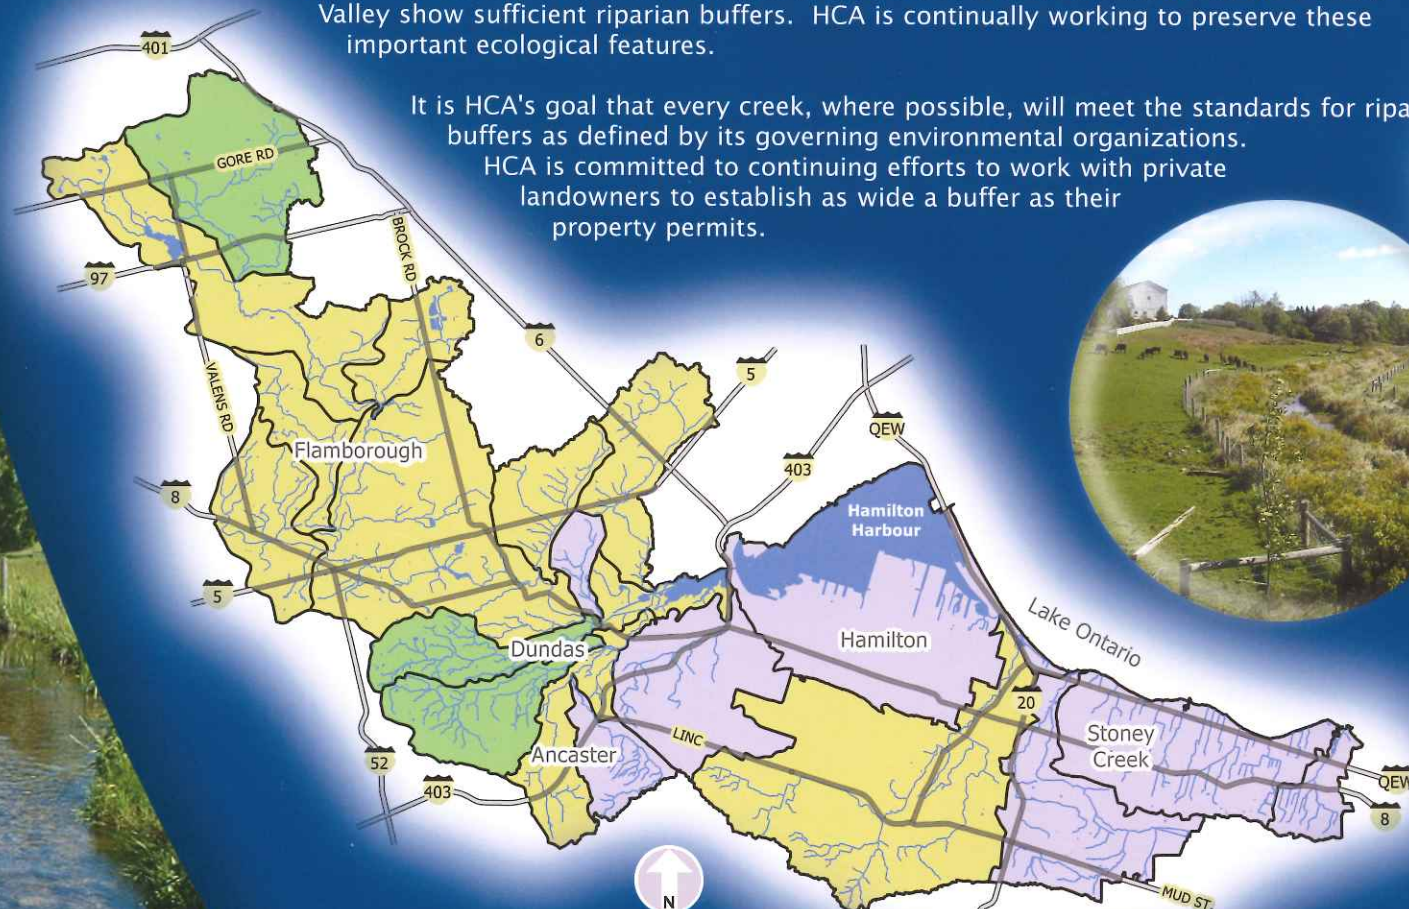 Valley show sufficient riparian buffers. HCA is continually working to preserve these
important ecological features.
It is HCA's goal that every creek, where possible, will meet the standards for ripa
buffers as defined by its governing environmental organizations.
HCA is committed to continuing efforts to work with private
landowners to establish as wide a buffer as their
property permits.
401
GORE RD
97
BROCK RD
6
VALENS RD
5
Flamborough
QEW
403
8
Hamilton
Harbour
5
Lake Ontario
Dundas
Hamilton
20
LINC
Stoney
Creek
Ancaster
52
403
QEW
8
MUD ST.
N